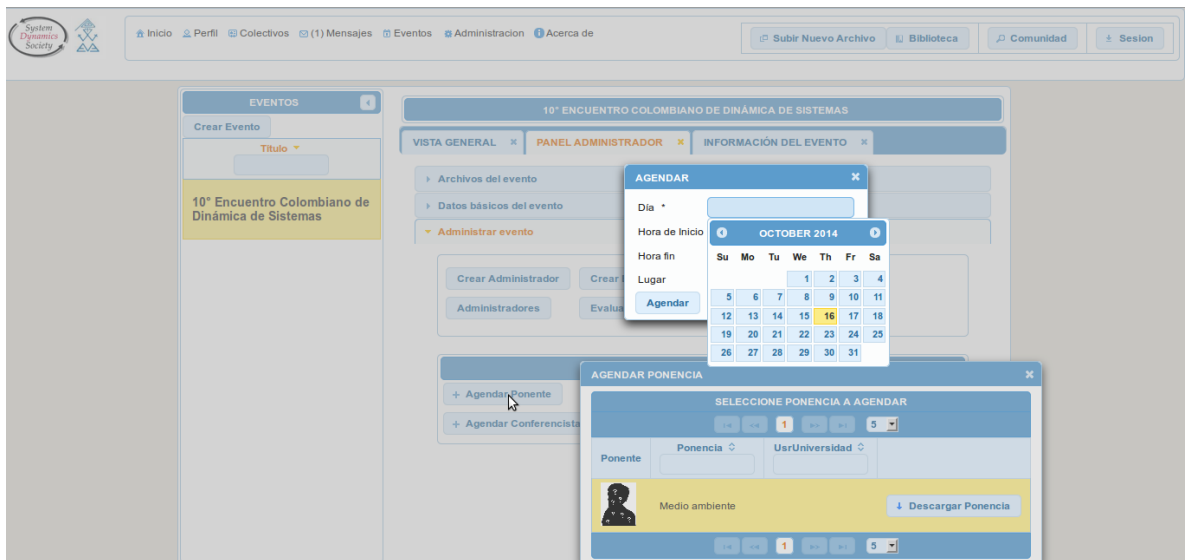 System
Dynamics
Society
Inicio Perfil Colectivos (1) Mensajes Eventos Administracion Acerca de
Subir Nuevo Archivo Biblioteca Comunidad Sesion
EVENTOS
Crear Evento
Título
10° Encuentro Colombiano de
Dinámica de Sistemas
10° ENCUENTRO COLOMBIANO DE DINÁMICA DE SISTEMAS
VISTA GENERAL PANEL ADMINISTRADOR INFORMACIÓN DEL EVENTO
Archivos del evento
Datos básicos del evento
Administrar evento
Crear Administrador Crear
Administradores Evalua
+ Agendar Ponente
+ Agendar Conferencista
AGENDAR
Día *
Hora de Inicio
Hora fin
Lugar
Agendar
OCTOBER 2014
Su Mo Tu We Th Fr Sa
1 2 3 4
5 6 7 8 9 10 11
12 13 14 15 16 17 18
19 20 21 22 23 24 25
26 27 28 29 30 31
AGENDAR PONENCIA
SELECCIONE PONENCIA A AGENDAR
1 5
Ponente Ponencia UsrUniversidad
Medio ambiente Descargar Ponencia
1 5